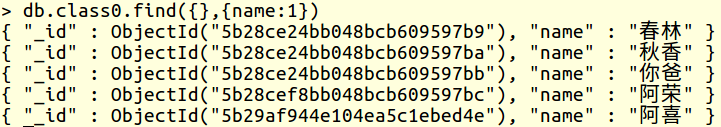 > db.class0.find({},{name:1})
{ "_id" : ObjectId("5b28ce24bb048bcb609597b9"), "name" : "春林" }
{ "_id" : ObjectId("5b28ce24bb048bcb609597ba"), "name" : "秋香" }
{ "_id" : ObjectId("5b28ce24bb048bcb609597bb"), "name" : "你爸" }
{ "_id" : ObjectId("5b28cef8bb048bcb609597bc"), "name" : "阿荣" }
{ "_id" : ObjectId("5b29af944e104ea5c1ebed4e"), "name" : "阿喜" }